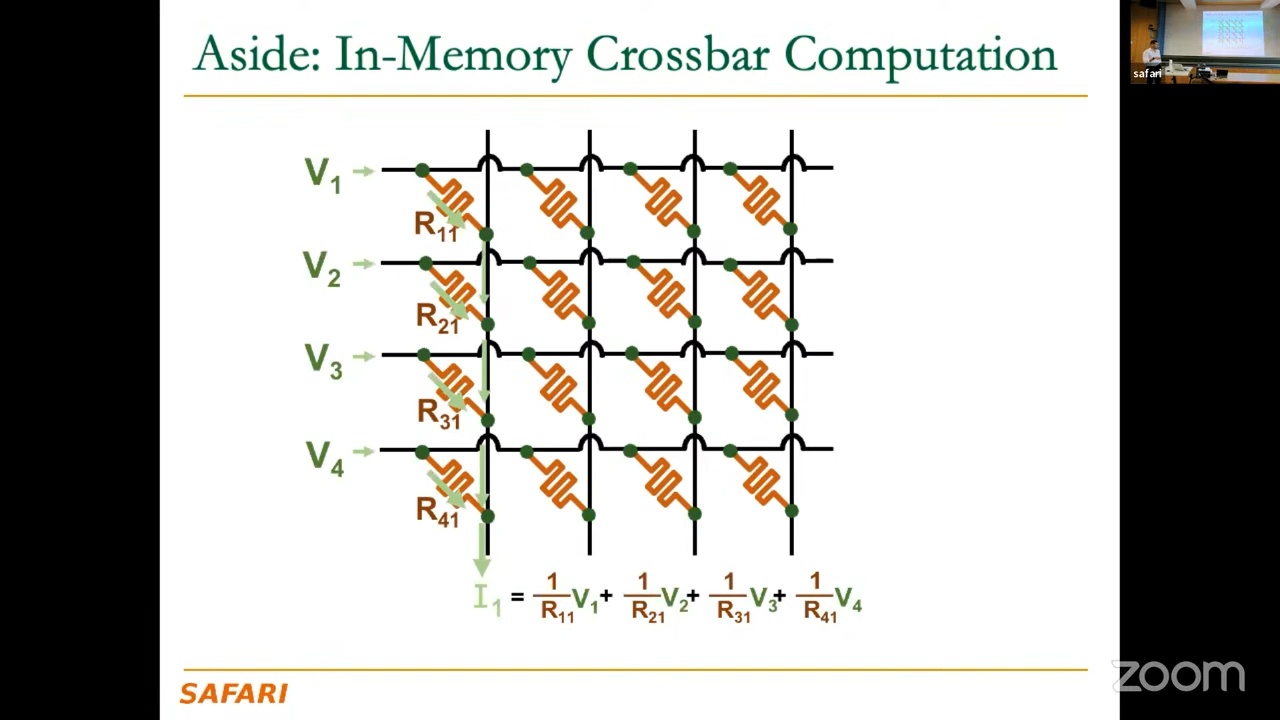 Aside: In-Memory Crossbar Computation
safari
V1
R11
V2
R21
V3
R31
V4
R41
I1 = 1/R11 V1 + 1/R21 V2 + 1/R31 V3 + 1/R41 V4
SAFARI
zoom